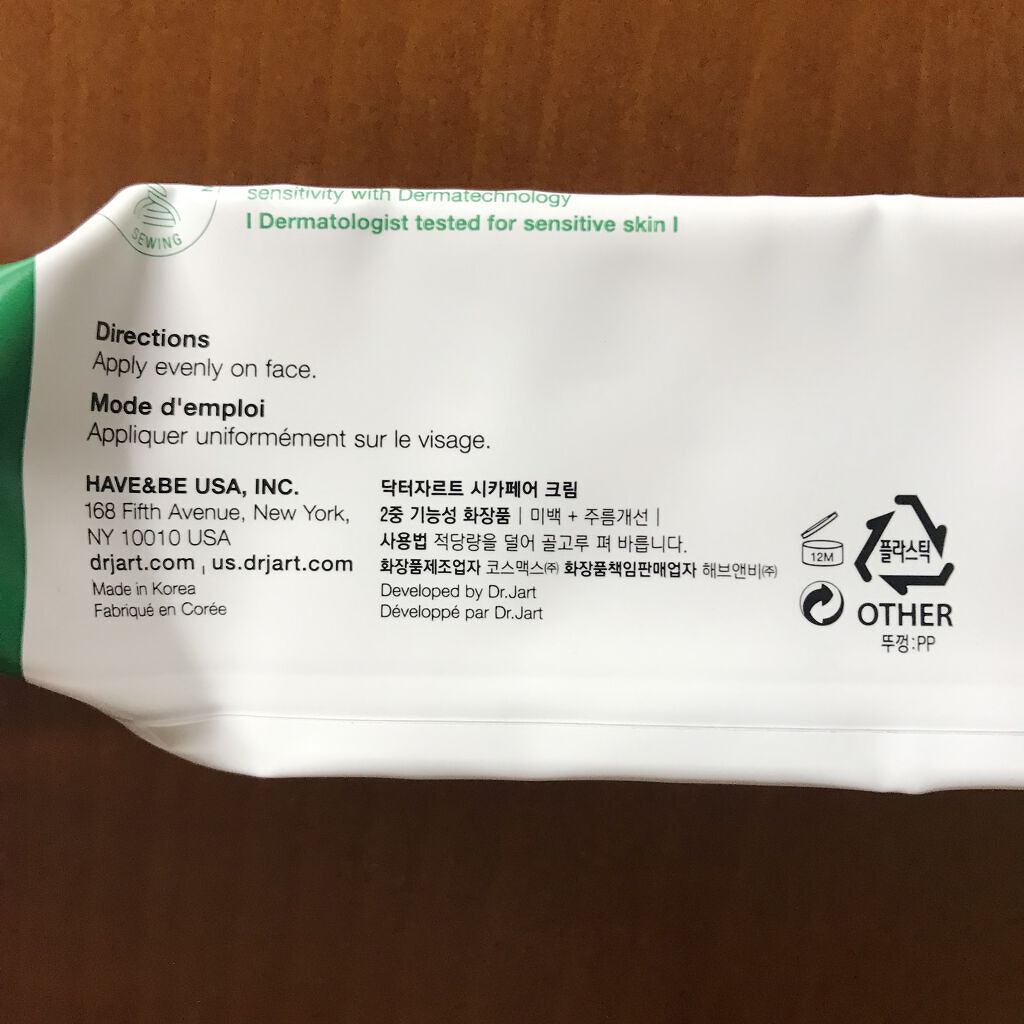 sensitivity with Dermatechnology
| Dermatologist tested for sensitive skin |
SEWING
Directions
Apply evenly on face.
Mode d'emploi
Appliquer uniformément sur le visage.
HAVE&BE USA, INC.
168 Fifth Avenue, New York,
NY 10010 USA
drjart.com | us.drjart.com
Made in Korea
Fabriqué en Corée
닥터자르트 시카페어 크림
2중 기능성 화장품 | 미백 + 주름개선 |
사용법 적당량을 덜어 골고루 펴 바릅니다.
화장품제조업자 코스맥스㈜ 화장품책임판매업자 해브앤비㈜
Developed by Dr.Jart
Développé par Dr.Jart
12M
플라스틱
OTHER
뚜껑:PP